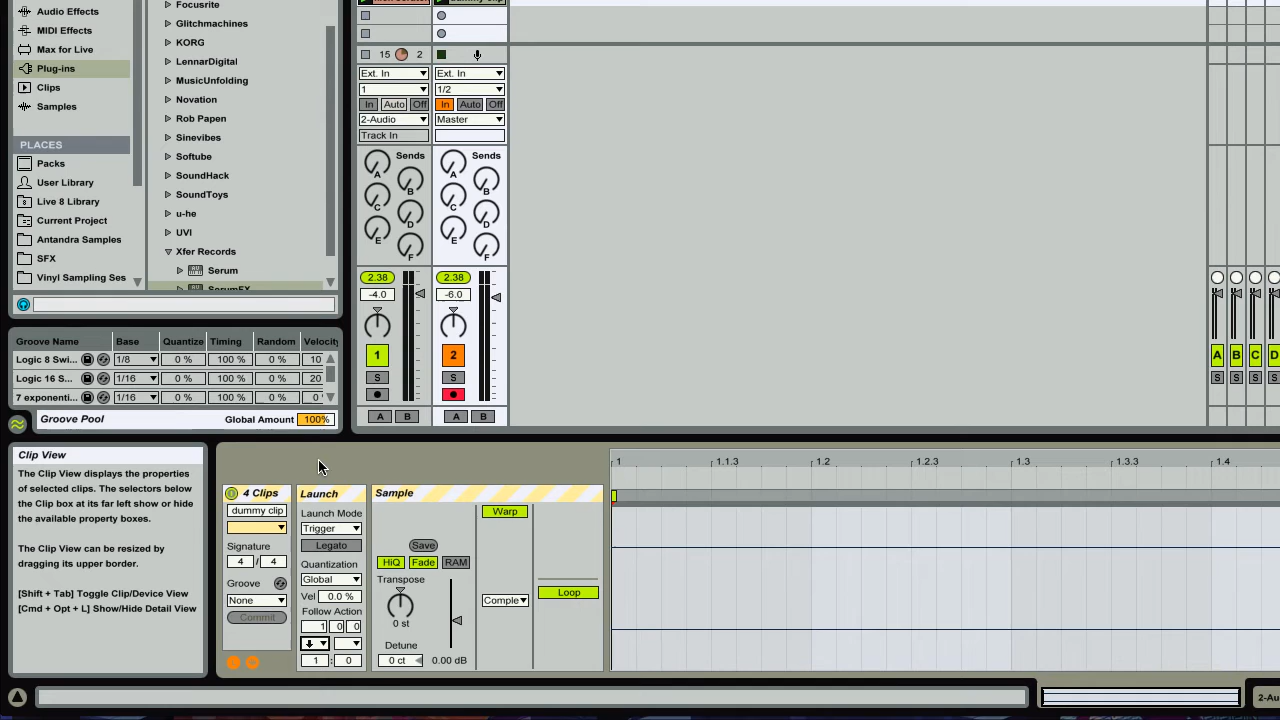 Audio Effects
MIDI Effects
Max for Live
Plug-ins
Clips
Samples
PLACES
Packs
User Library
Live 8 Library
Current Project
Antandra Samples
SFX
Vinyl Sampling Ses
Focusrite
Glitchmachines
KORG
LennarDigital
MusicUnfolding
Novation
Rob Papen
Sinevibes
Softube
SoundHack
SoundToys
u-he
UVI
Xfer Records
Serum
SerumFX
15 2
Ext. In Ext. In
1 1/2
In Auto Off In Auto Off
2-Audio Master
Track In
Sends Sends
A B C D E F
A B C D E F
2.38 2.38
-4.0 -6.0
1 2
S S
A B A B
A B C D
S S S S
Groove Name Base Quantize Timing Random Velocity
Logic 8 Swi... 1/8 0 % 100 % 0 % 10
Logic 16 S... 1/16 0 % 100 % 0 % 20
7 exponenti... 1/16 0 % 100 % 0 % 0
Groove Pool Global Amount 100%
Clip View
The Clip View displays the properties
of selected clips. The selectors below
the Clip box at its far left show or hide
the available property boxes.
The Clip View can be resized by
dragging its upper border.
[Shift + Tab] Toggle Clip/Device View
[Cmd + Opt + L] Show/Hide Detail View
4 Clips
dummy clip
Signature
4 / 4
Groove
None
Commit
Launch
Launch Mode
Trigger
Legato
Quantization
Global
Vel 0.0 %
Follow Action
1 0 0
1 : 0
Sample
Save
HiQ Fade RAM
Transpose
0 st
Detune
0 ct 0.00 dB
Warp
Comple
Loop
1 1.1.3 1.2 1.2.3 1.3 1.3.3 1.4
2-Au